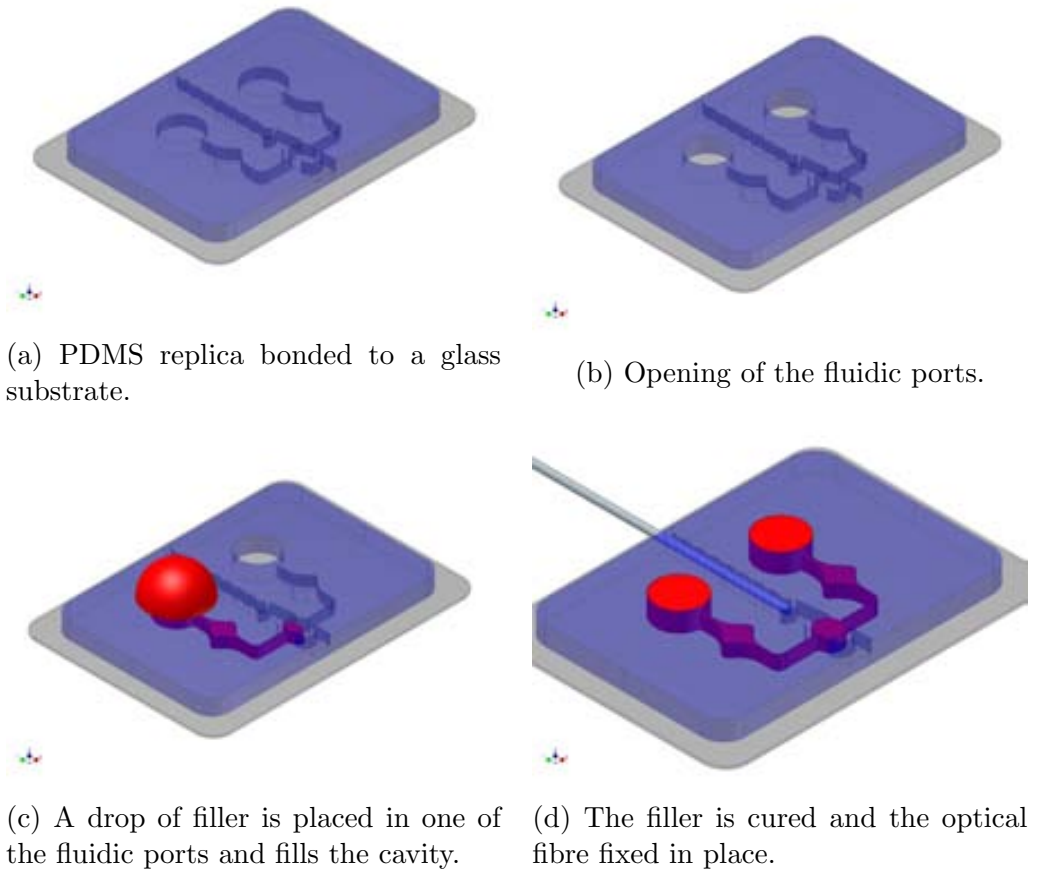 (a) PDMS replica bonded to a glass
substrate.
(b) Opening of the fluidic ports.
(c) A drop of filler is placed in one of
the fluidic ports and fills the cavity.
(d) The filler is cured and the optical
fibre fixed in place.